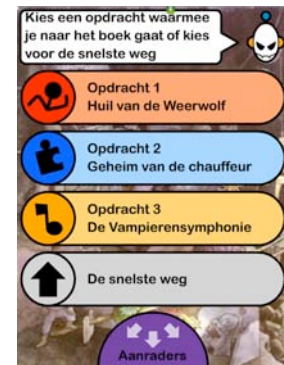 Kies een opdracht waarmee
je naar het boek gaat of kies
voor de snelste weg
Opdracht 1
Huil van de Weerwolf
Opdracht 2
Geheim van de chauffeur
Opdracht 3
De Vampierensymphonie
De snelste weg
Aanraders